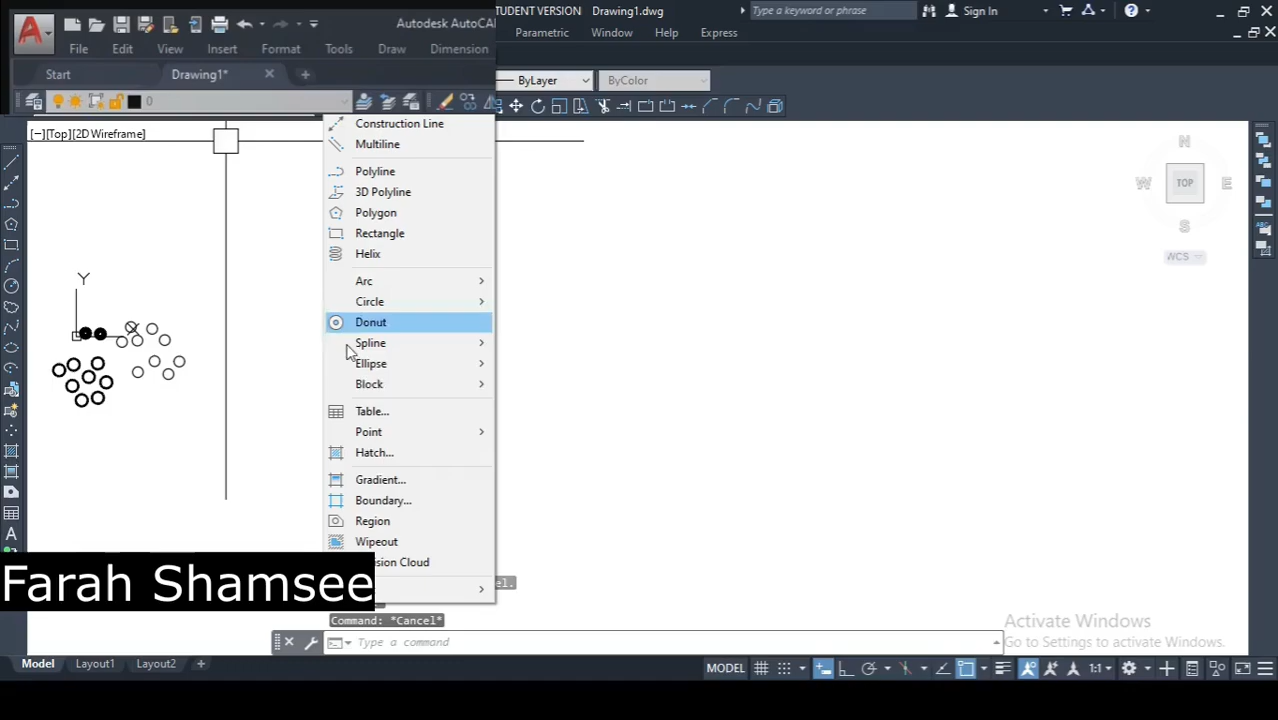 Autodesk AutoCA
TUDENT VERSION Drawing1.dwg
Type a keyword or phrase
Sign In
File Edit View Insert Format Tools Draw Dimension
Parametric Window Help Express
Start Drawing1*
ByLayer ByColor
0
[−][Top][2D Wireframe]
Construction Line
Multiline
Polyline
3D Polyline
Polygon
Rectangle
Helix
Arc
Circle
Donut
Spline
Ellipse
Block
Table...
Point
Hatch...
Gradient...
Boundary...
Region
Wipeout
ision Cloud
N
W TOP E
S
WCS
Y
X
A
Farah Shamsee
el.
Command: *Cancel*
Type a command
Activate Windows
Go to Settings to activate Windows.
Model Layout1 Layout2
MODEL 1:1